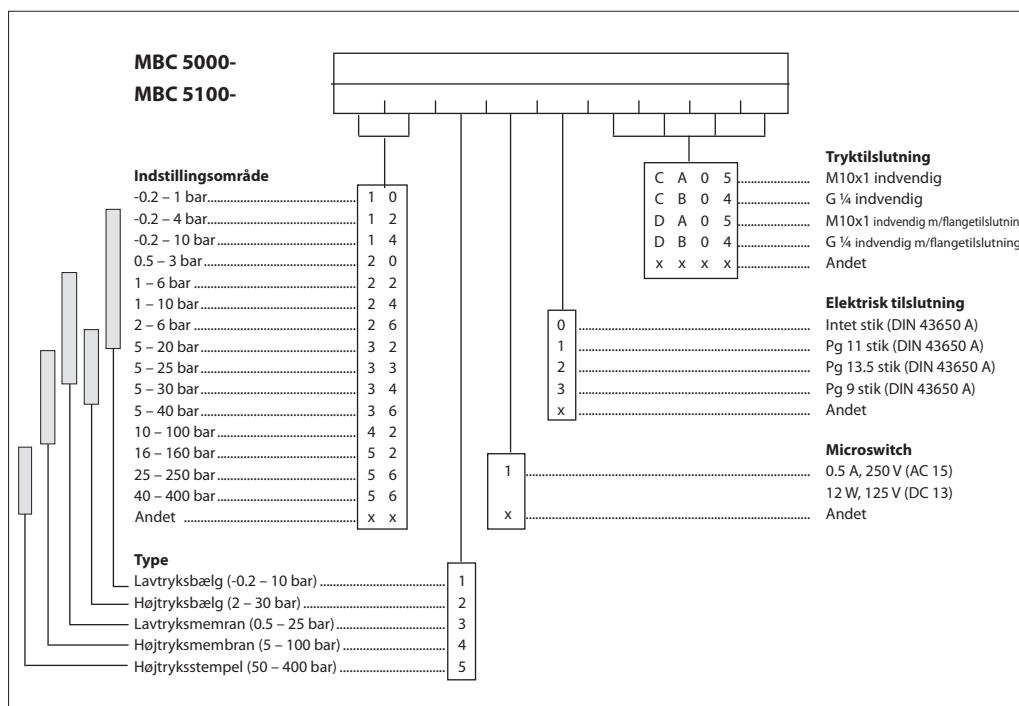 MBC 5000-
MBC 5100-
Indstillingsområde
-0.2 – 1 bar 1 0
-0.2 – 4 bar 1 2
-0.2 – 10 bar 1 4
0.5 – 3 bar 2 0
1 – 6 bar 2 2
1 – 10 bar 2 4
2 – 6 bar 2 6
5 – 20 bar 3 2
5 – 25 bar 3 3
5 – 30 bar 3 4
5 – 40 bar 3 6
10 – 100 bar 4 2
16 – 160 bar 5 2
25 – 250 bar 5 6
40 – 400 bar 5 6
Andet x x
Type
Lavtryksbælg (-0.2 – 10 bar) 1
Højtryksbælg (2 – 30 bar) 2
Lavtryksmemran (0.5 – 25 bar) 3
Højtryksmembran (5 – 100 bar) 4
Højtryksstempel (50 – 400 bar) 5
Tryktilslutning
C A 0 5 M10x1 indvendig
C B 0 4 G ¼ indvendig
D A 0 5 M10x1 indvendig m/flangetilslutnin
D B 0 4 G ¼ indvendig m/flangetilslutning
x x x x Andet
Elektrisk tilslutning
0 Intet stik (DIN 43650 A)
1 Pg 11 stik (DIN 43650 A)
2 Pg 13.5 stik (DIN 43650 A)
3 Pg 9 stik (DIN 43650 A)
x Andet
Microswitch
1 0.5 A, 250 V (AC 15)
12 W, 125 V (DC 13)
x Andet